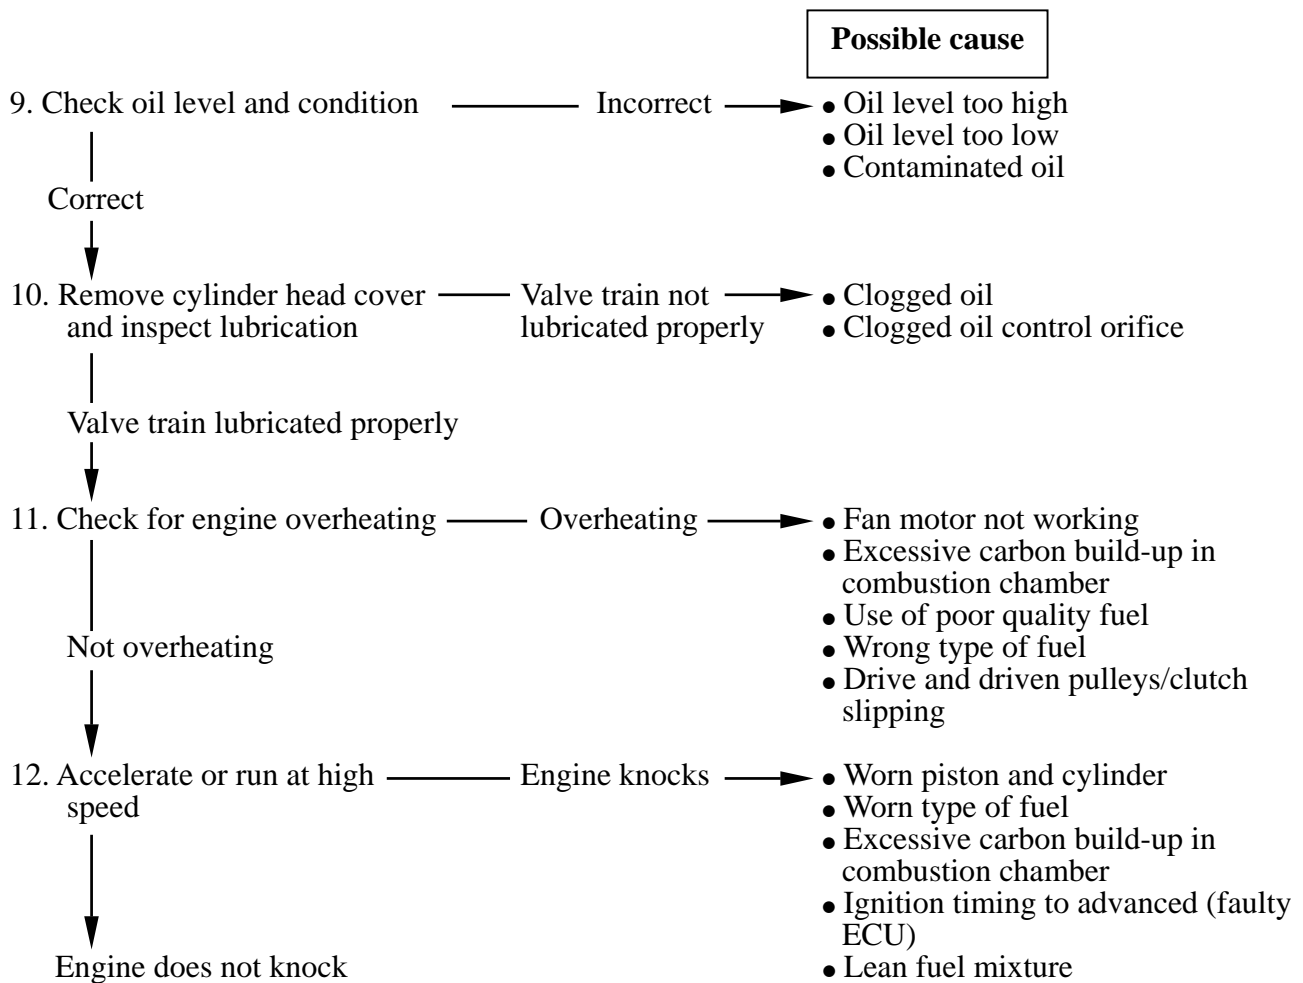 Possible cause
9. Check oil level and condition
Incorrect
● Oil level too high
● Oil level too low
● Contaminated oil
Correct
10. Remove cylinder head cover
and inspect lubrication
Valve train not
lubricated properly
● Clogged oil
● Clogged oil control orifice
Valve train lubricated properly
11. Check for engine overheating
Overheating
● Fan motor not working
● Excessive carbon build-up in
combustion chamber
● Use of poor quality fuel
● Wrong type of fuel
● Drive and driven pulleys/clutch
slipping
Not overheating
12. Accelerate or run at high
speed
Engine knocks
● Worn piston and cylinder
● Worn type of fuel
● Excessive carbon build-up in
combustion chamber
● Ignition timing to advanced (faulty
ECU)
● Lean fuel mixture
Engine does not knock